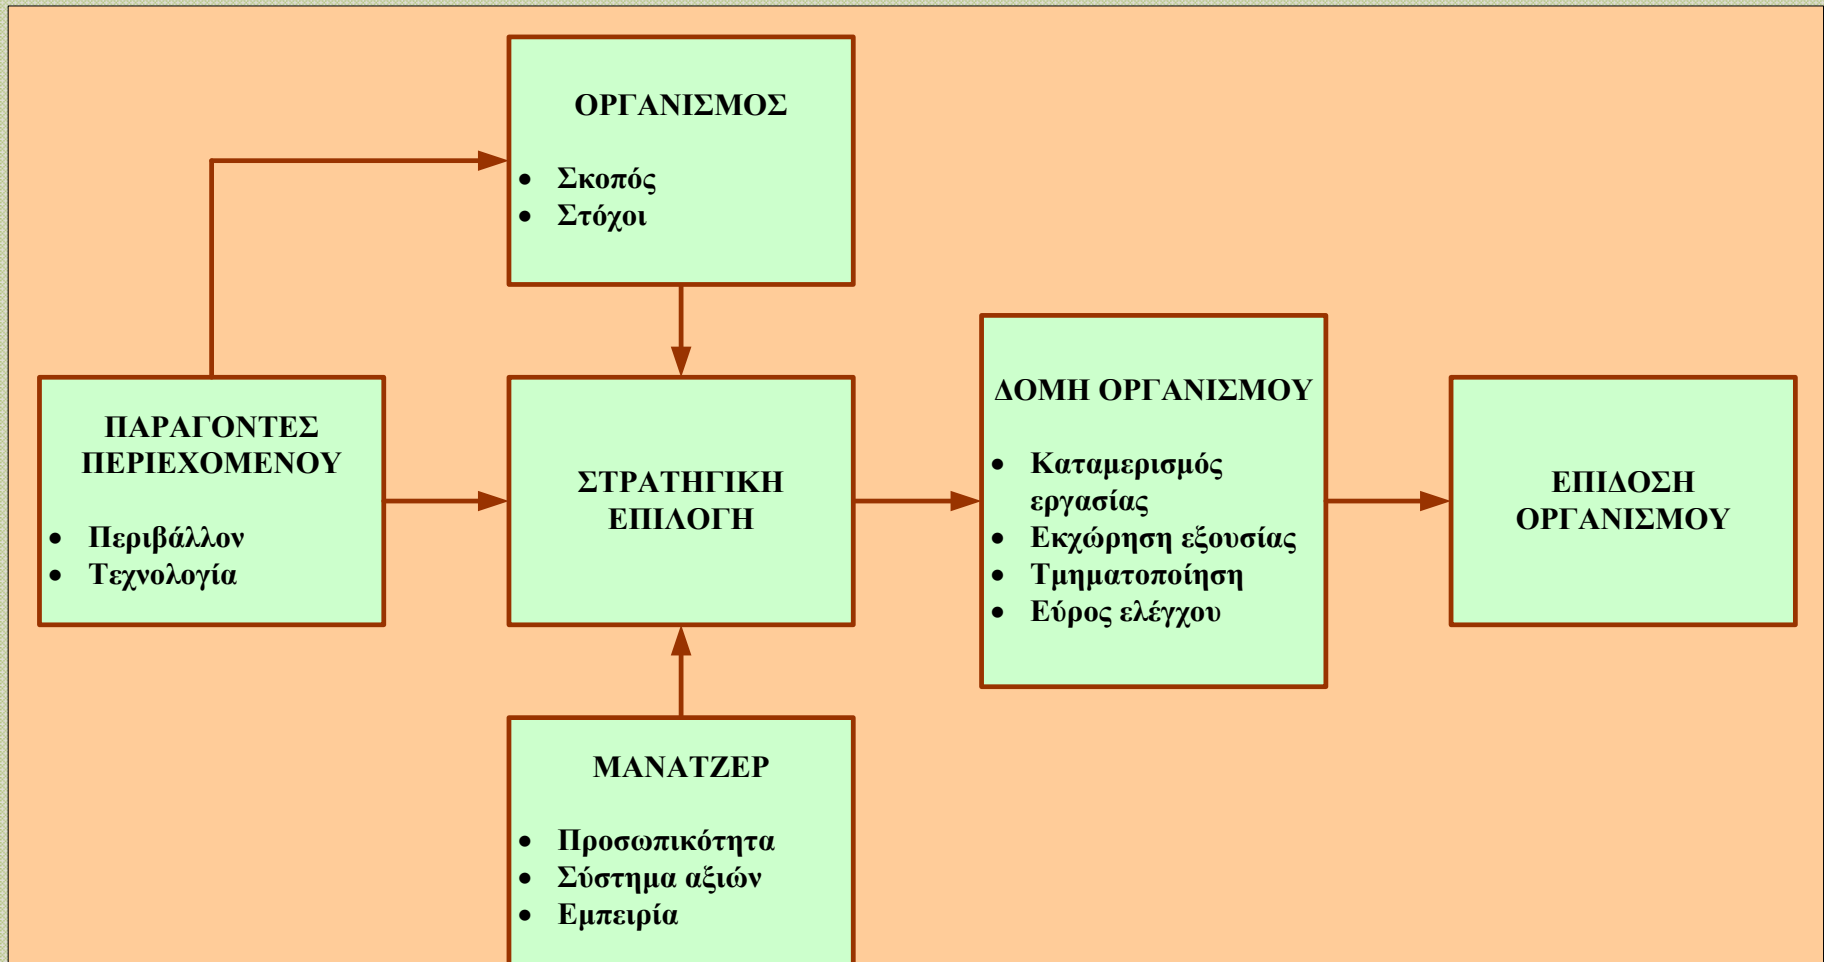 ΟΡΓΑΝΙΣΜΟΣ
• Σκοπός
• Στόχοι
ΠΑΡΑΓΟΝΤΕΣ
ΠΕΡΙΕΧΟΜΕΝΟΥ
• Περιβάλλον
• Τεχνολογία
ΣΤΡΑΤΗΓΙΚΗ
ΕΠΙΛΟΓΗ
ΔΟΜΗ ΟΡΓΑΝΙΣΜΟΥ
• Καταμερισμός
εργασίας
• Εκχώρηση εξουσίας
• Τμηματοποίηση
• Εύρος ελέγχου
ΕΠΙΔΟΣΗ
ΟΡΓΑΝΙΣΜΟΥ
ΜΑΝΑΤΖΕΡ
• Προσωπικότητα
• Σύστημα αξιών
• Εμπειρία